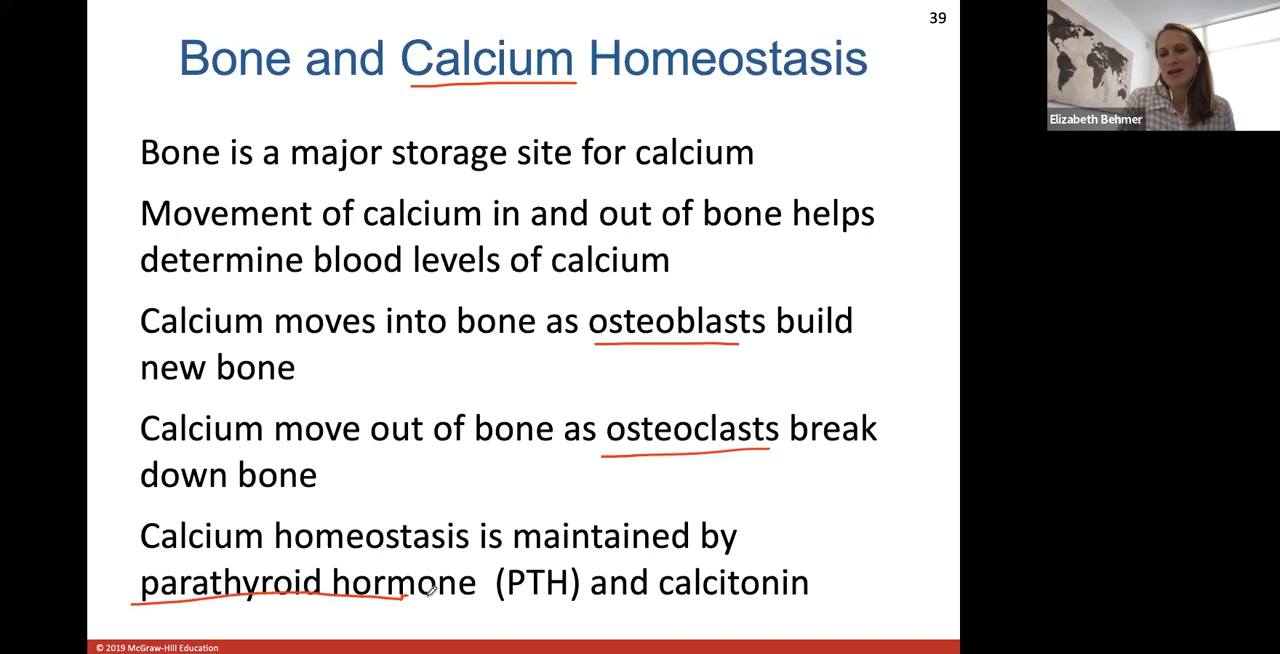 39
Bone and Calcium Homeostasis
Elizabeth Behmer
Bone is a major storage site for calcium
Movement of calcium in and out of bone helps
determine blood levels of calcium
Calcium moves into bone as osteoblasts build
new bone
Calcium move out of bone as osteoclasts break
down bone
Calcium homeostasis is maintained by
parathyroid hormone (PTH) and calcitonin
© 2019 McGraw-Hill Education